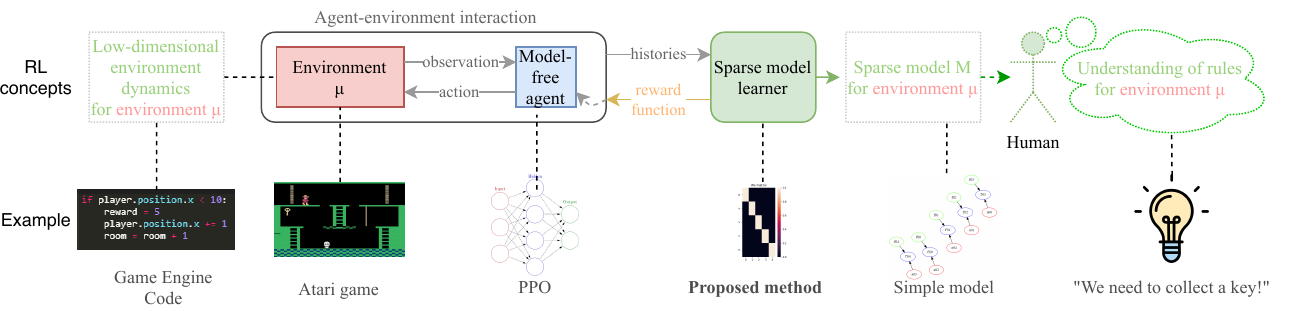 Agent-environment interaction
RL
concepts
Low-dimensional
environment
dynamics
for environment μ
Environment
μ
observation
action
Model-
free
agent
histories
reward
function
Sparse model
learner
Sparse model M
for environment μ
Human
Understanding of rules
for environment μ
Example
if player.position.x < 10:
reward = 5
player.position.x += 1
room = room + 1
Input
Output
Game Engine
Code
Atari game
PPO
Proposed method
Simple model
"We need to collect a key!"